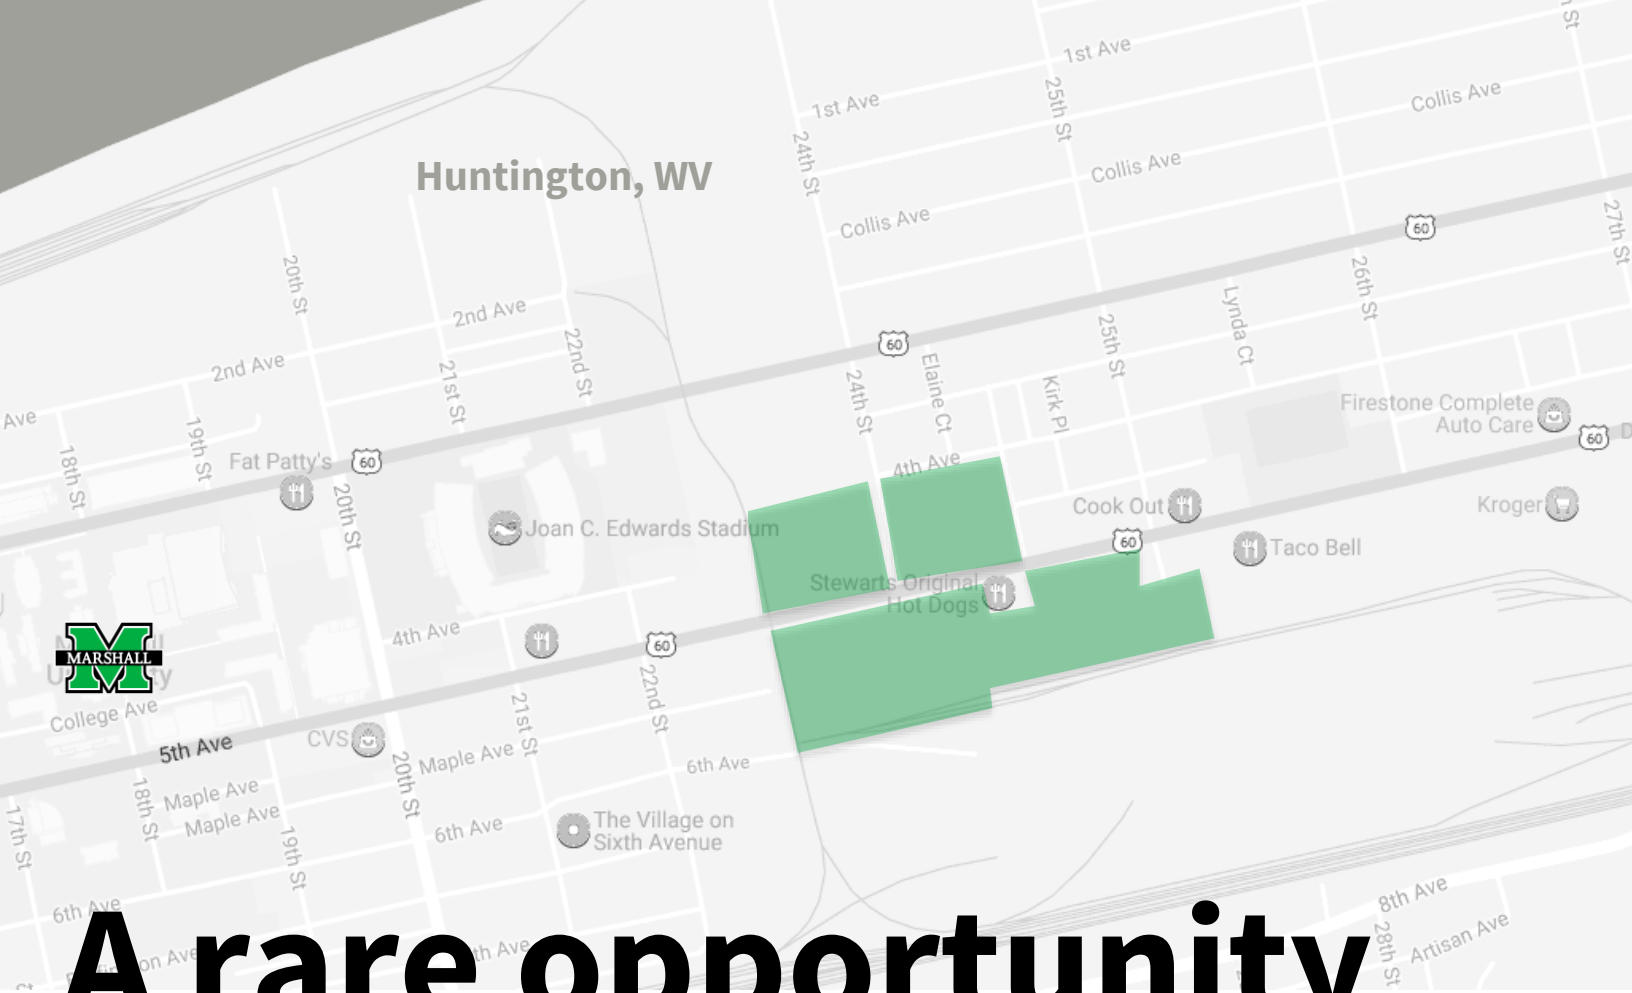 1st Ave
1st Ave
25th St
24th St
Collis Ave
Collis Ave
Collis Ave
Huntington, WV
60
27th St
20th St
2nd Ave
2nd Ave
Ave
21st St
22nd St
60
24th St
Elaine Ct
Kirk Pl
25th St
Lynda Ct
26th St
Firestone Complete
Auto Care
60
18th St
19th St
Fat Patty's
60
20th St
4th Ave
Joan C. Edwards Stadium
Cook Out
60
Taco Bell
Kroger
Stewarts Original
Hot Dogs
4th Ave
60
MARSHALL
College Ave
5th Ave
CVS
20th St
21st St
22nd St
Maple Ave
6th Ave
Maple Ave
Maple Ave
17th St
18th St
19th St
6th Ave
The Village on
Sixth Avenue
6th Ave
8th Ave
28th St
Artisan Ave
A rare opportunity